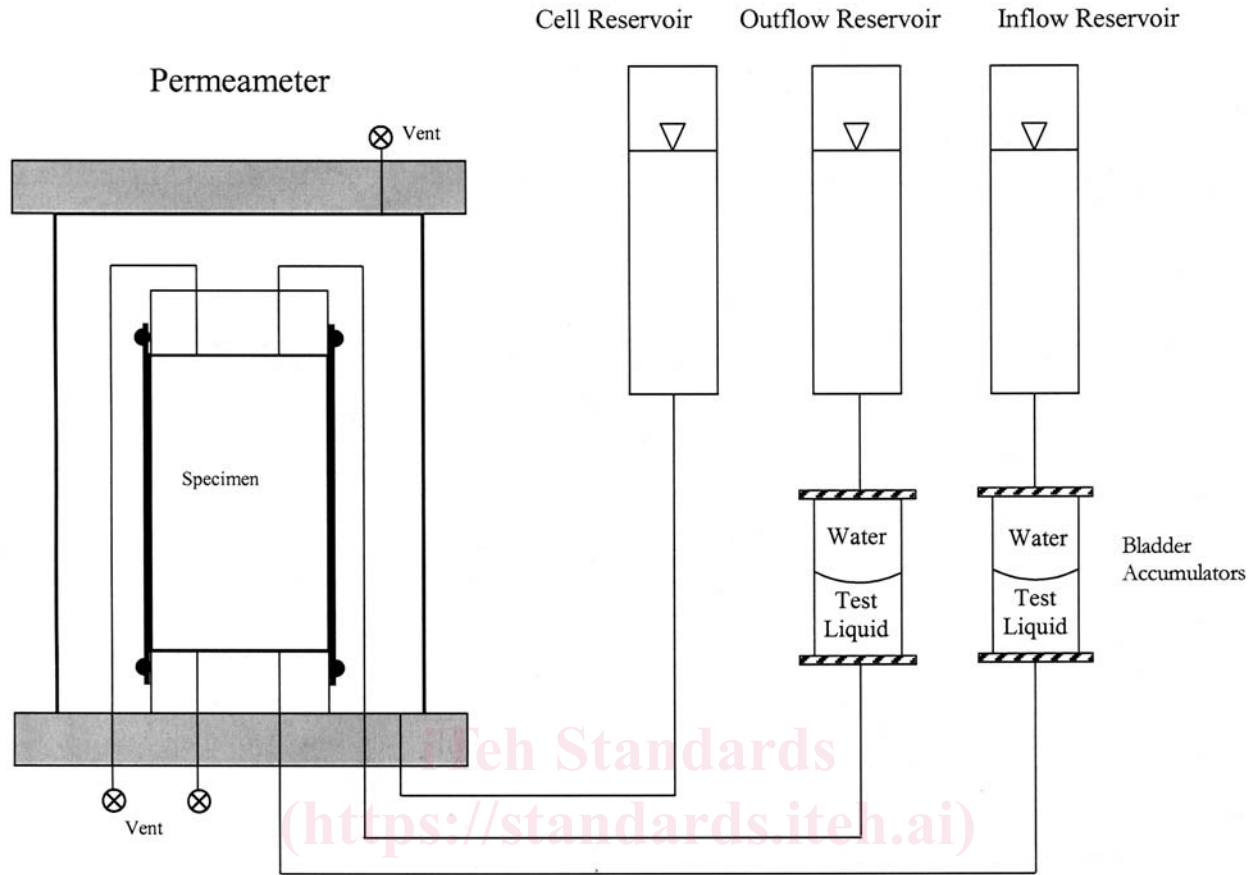 Cell Reservoir
Outflow Reservoir
Inflow Reservoir
Permeameter
Vent
Specimen
Water
Test
Liquid
Water
Test
Liquid
Bladder
Accumulators
Vent
iTeh Standards
(https://standards.iteh.ai)